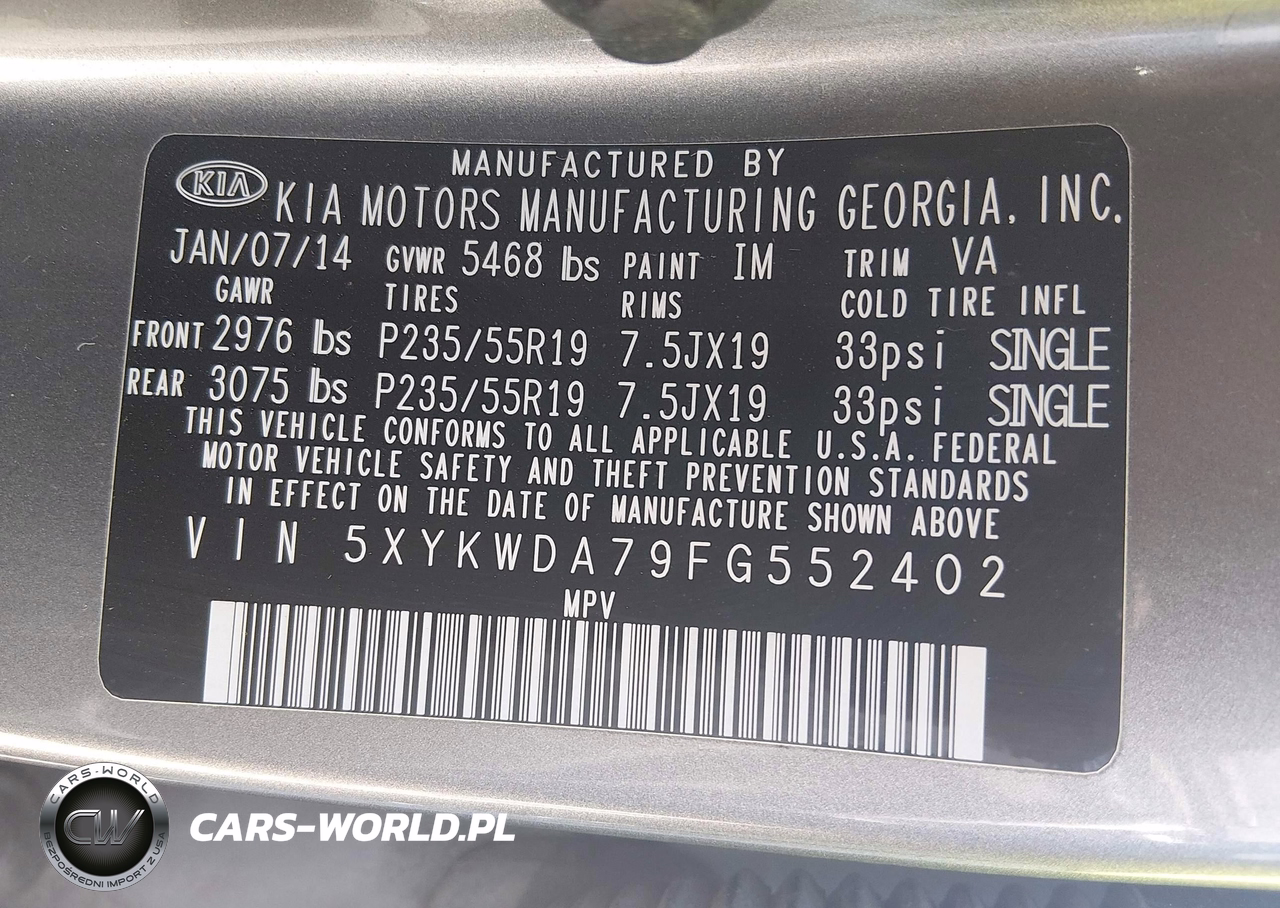 MANUFACTURED BY
KIA KIA MOTORS MANUFACTURING GEORGIA, INC.
JAN/07/14 GVWR 5468 lbs PAINT IM TRIM VA
GAWR TIRES RIMS COLD TIRE INFL
FRONT 2976 lbs P235/55R19 7.5JX19 33psi SINGLE
REAR 3075 lbs P235/55R19 7.5JX19 33psi SINGLE
THIS VEHICLE CONFORMS TO ALL APPLICABLE U.S.A. FEDERAL
MOTOR VEHICLE SAFETY AND THEFT PREVENTION STANDARDS
IN EFFECT ON THE DATE OF MANUFACTURE SHOWN ABOVE
VIN 5XYKWDA79FG552402
MPV
CARS-WORLD
CW
BEZPOŚREDNI IMPORT Z USA
CARS-WORLD.PL